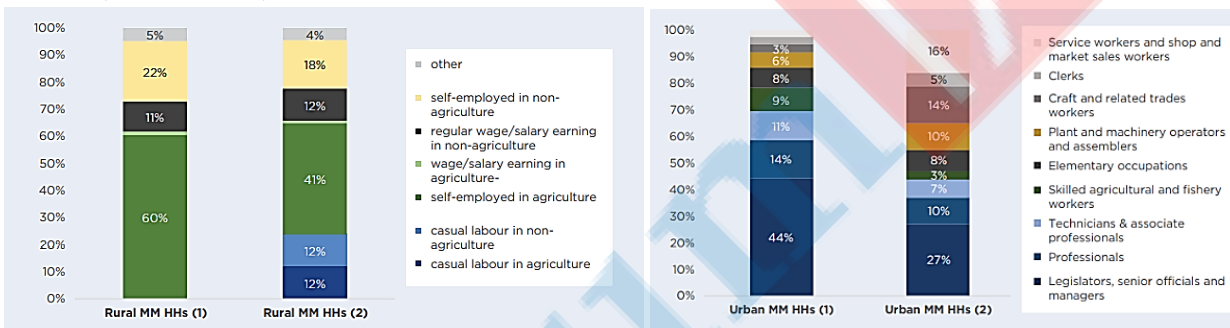 100%
90%
80%
70%
60%
50%
40%
30%
20%
10%
0%
5%
22%
11%
60%
4%
18%
12%
41%
12%
12%
Rural MM HHs (1)
Rural MM HHs (2)
other
self-employed in non-
agriculture
regular wage/salary earning
in non-agriculture
wage/salary earning in
agriculture-
self-employed in agriculture
casual labour in non-
agriculture
casual labour in agriculture
100%
90%
80%
70%
60%
50%
40%
30%
20%
10%
0%
3%
6%
8%
9%
11%
14%
44%
16%
5%
14%
10%
8%
3%
7%
10%
27%
Urban MM HHs (1)
Urban MM HHs (2)
Service workers and shop and
market sales workers
Clerks
Craft and related trades
workers
Plant and machinery operators
and assemblers
Elementary occupations
Skilled agricultural and fishery
workers
Technicians & associate
professionals
Professionals
Legislators, senior officials and
managers